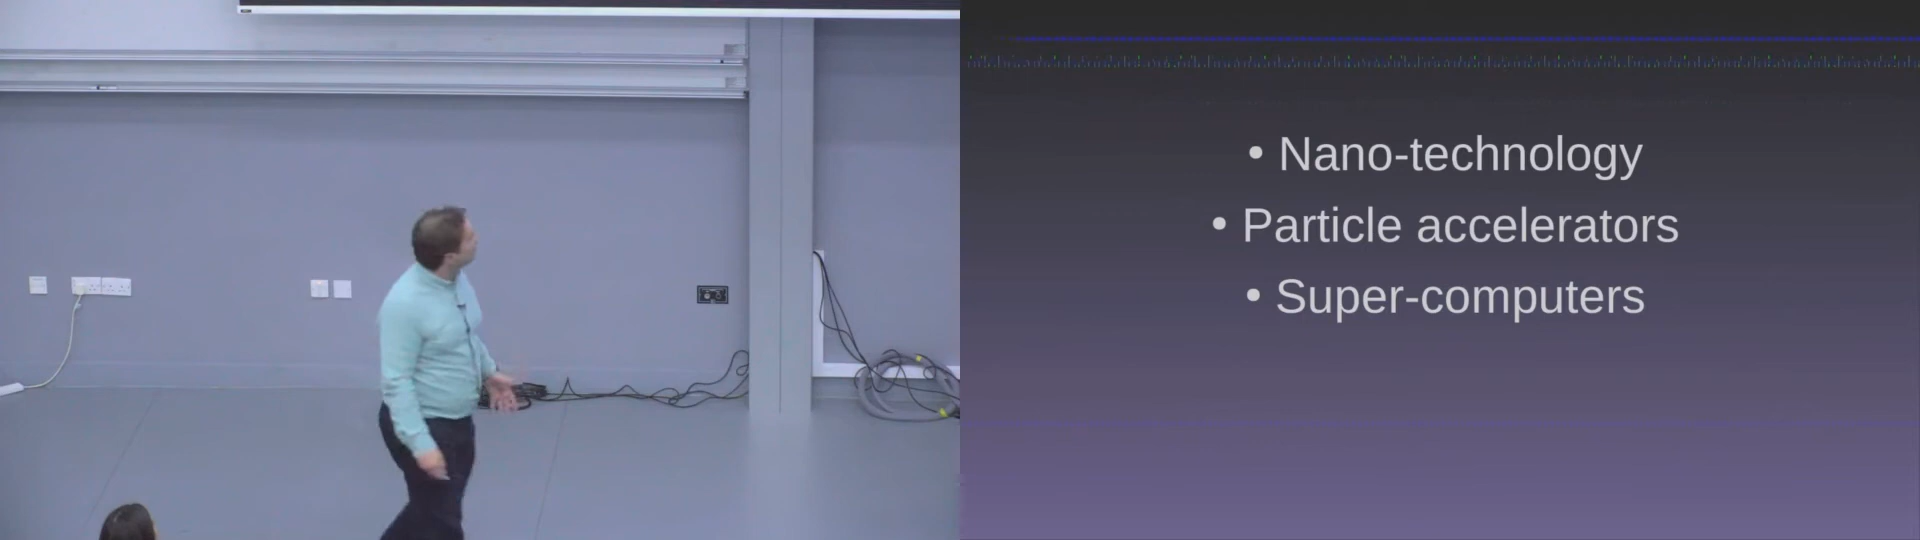 • Nano-technology
• Particle accelerators
• Super-computers